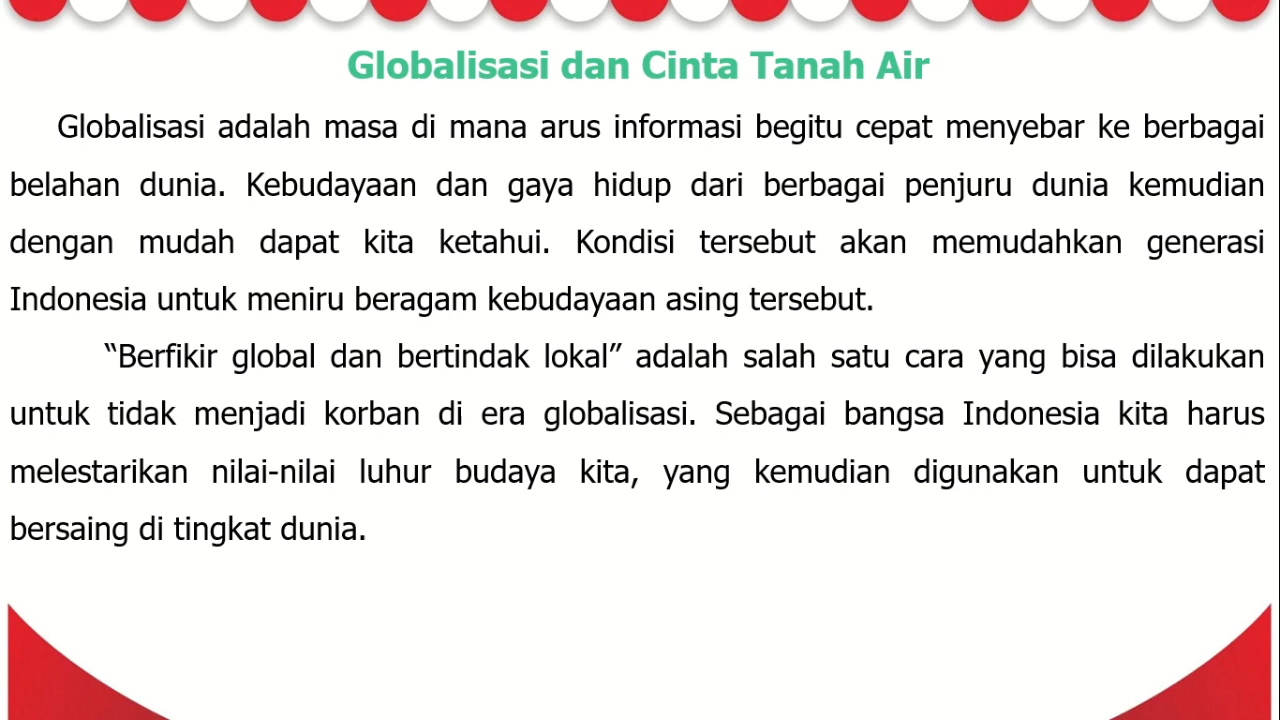 Globalisasi dan Cinta Tanah Air
Globalisasi adalah masa di mana arus informasi begitu cepat menyebar ke berbagai
belahan dunia. Kebudayaan dan gaya hidup dari berbagai penjuru dunia kemudian
dengan mudah dapat kita ketahui. Kondisi tersebut akan memudahkan generasi
Indonesia untuk meniru beragam kebudayaan asing tersebut.
“Berfikir global dan bertindak lokal” adalah salah satu cara yang bisa dilakukan
untuk tidak menjadi korban di era globalisasi. Sebagai bangsa Indonesia kita harus
melestarikan nilai-nilai luhur budaya kita, yang kemudian digunakan untuk dapat
bersaing di tingkat dunia.